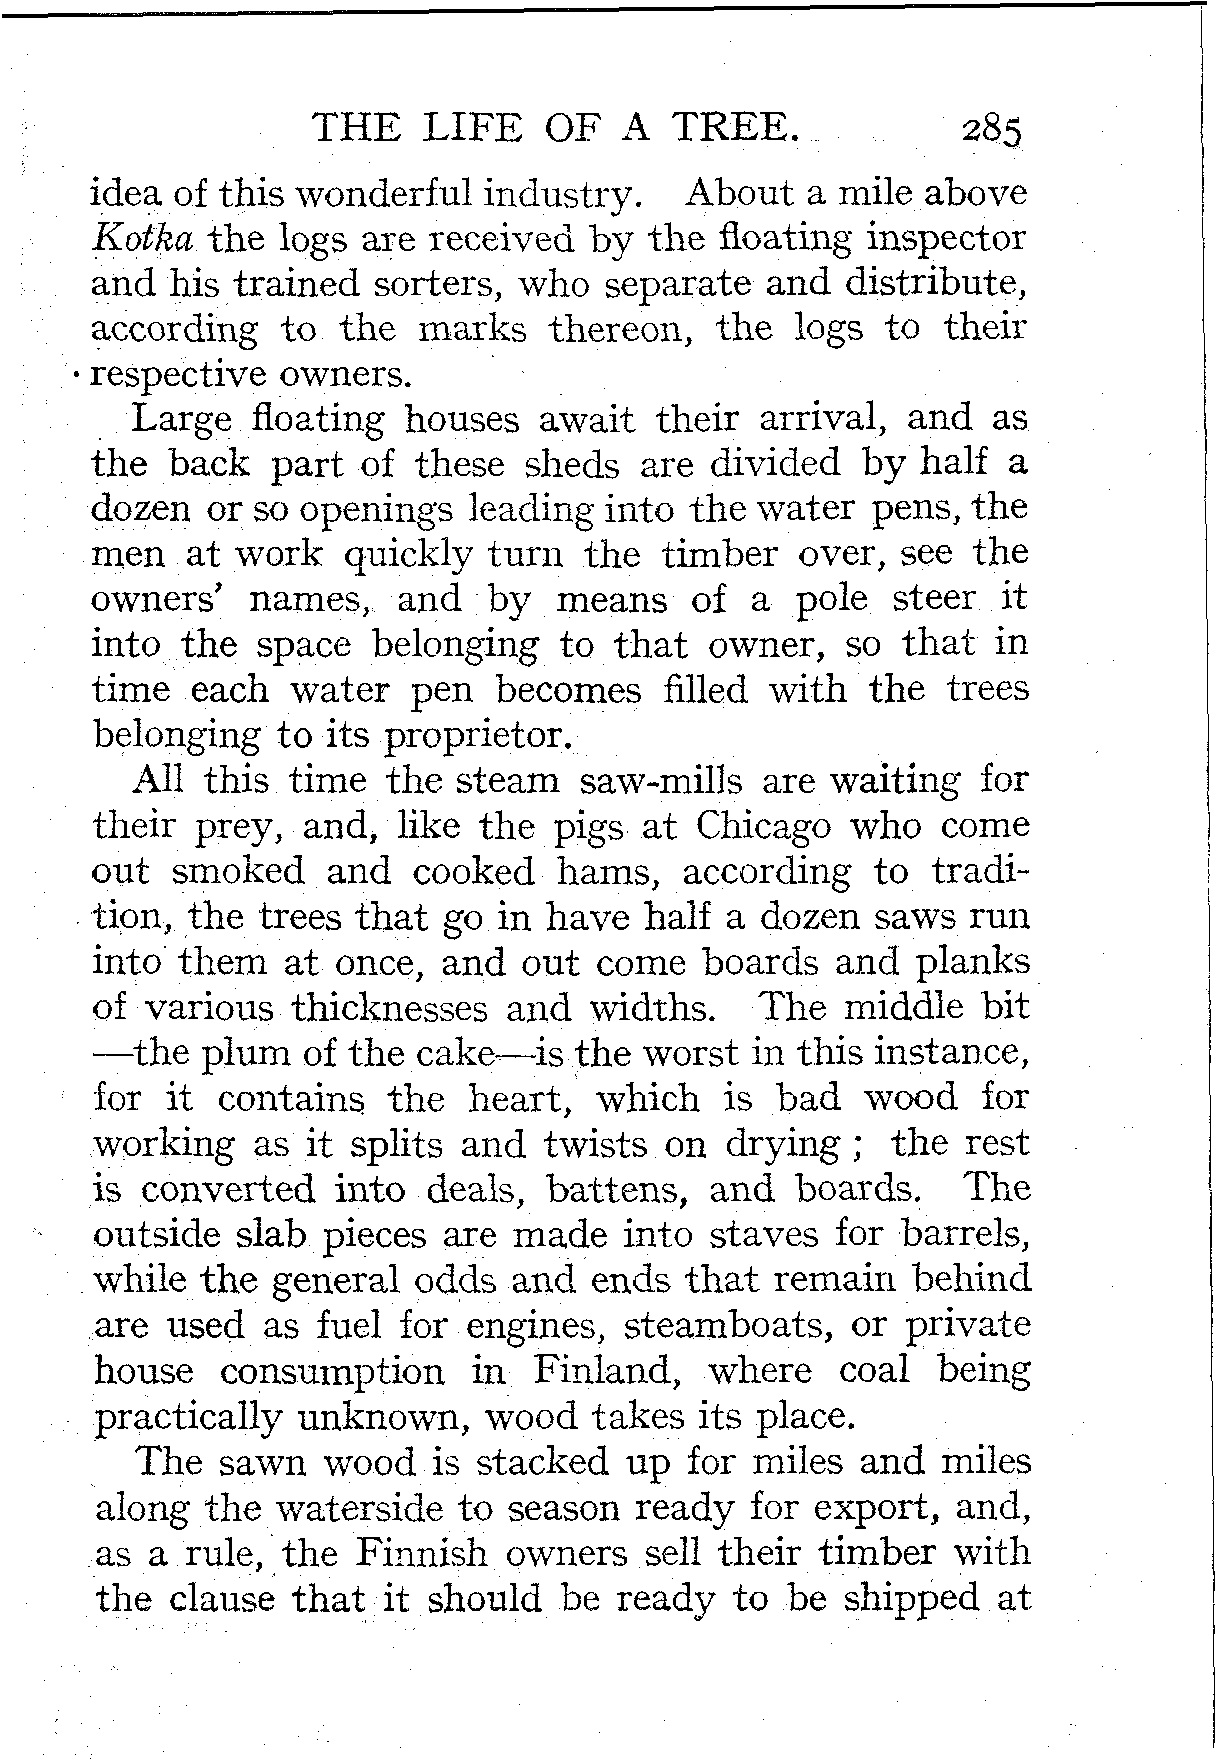 THE LIFE OF A TREE. 285
idea of this wonderful industry. About a mile above
Kotka the logs are received by the floating inspector
and his trained sorters, who separate and distribute,
according to the marks thereon, the logs to their
respective owners.
Large floating houses await their arrival, and as
the back part of these sheds are divided by half a
dozen or so openings leading into the water pens, the
men at work quickly turn the timber over, see the
owners' names, and by means of a pole steer it
into the space belonging to that owner, so that in
time each water pen becomes filled with the trees
belonging to its proprietor.
All this time the steam saw-mills are waiting for
their prey, and, like the pigs at Chicago who come
out smoked and cooked hams, according to tradi-
tion, the trees that go in have half a dozen saws run
into them at once, and out come boards and planks
of various thicknesses and widths. The middle bit
—the plum of the cake—is the worst in this instance,
for it contains the heart, which is bad wood for
working as it splits and twists on drying ; the rest
is converted into deals, battens, and boards. The
outside slab pieces are made into staves for barrels,
while the general odds and ends that remain behind
are used as fuel for engines, steamboats, or private
house consumption in Finland, where coal being
practically unknown, wood takes its place.
The sawn wood is stacked up for miles and miles
along the waterside to season ready for export, and,
as a rule, the Finnish owners sell their timber with
the clause that it should be ready to be shipped at